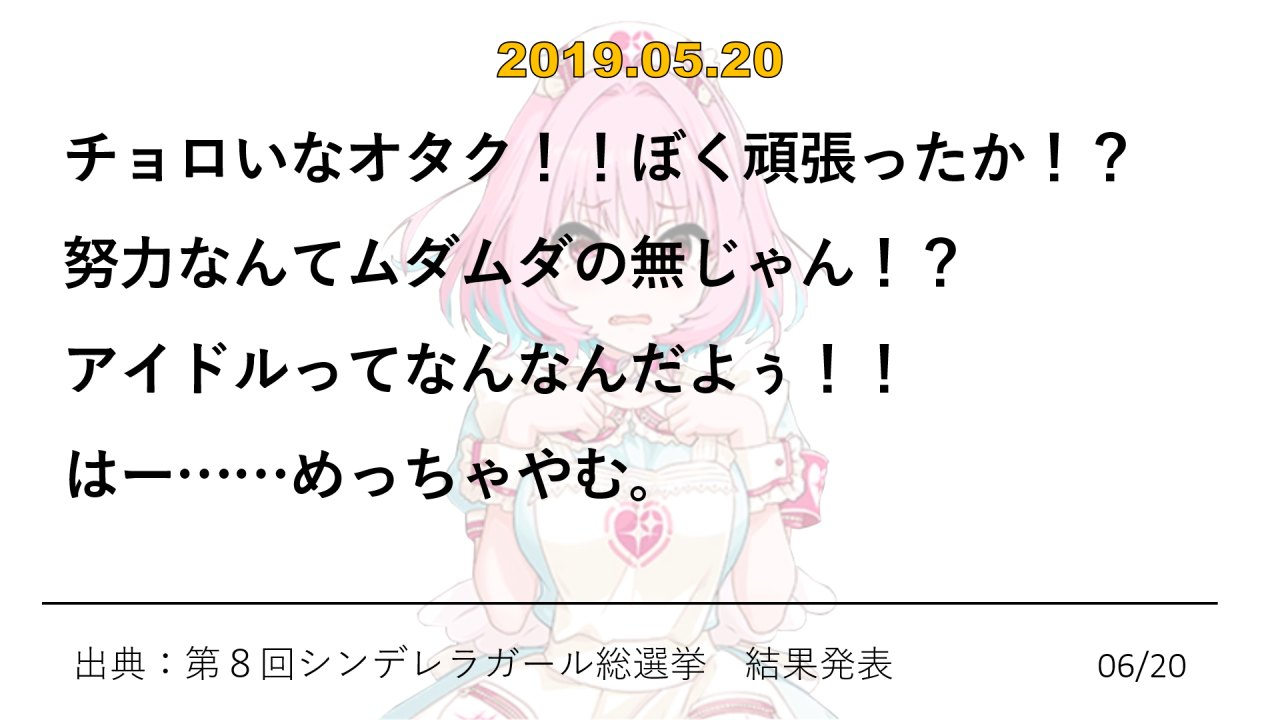 2019.05.20
チョロいなオタク！！ぼく頑張ったか！？
努力なんてムダムダの無じゃん！？
アイドルってなんなんだよぅ！！
はー……めっちゃやむ。
出典：第８回シンデレラガール総選挙　結果発表
06/20